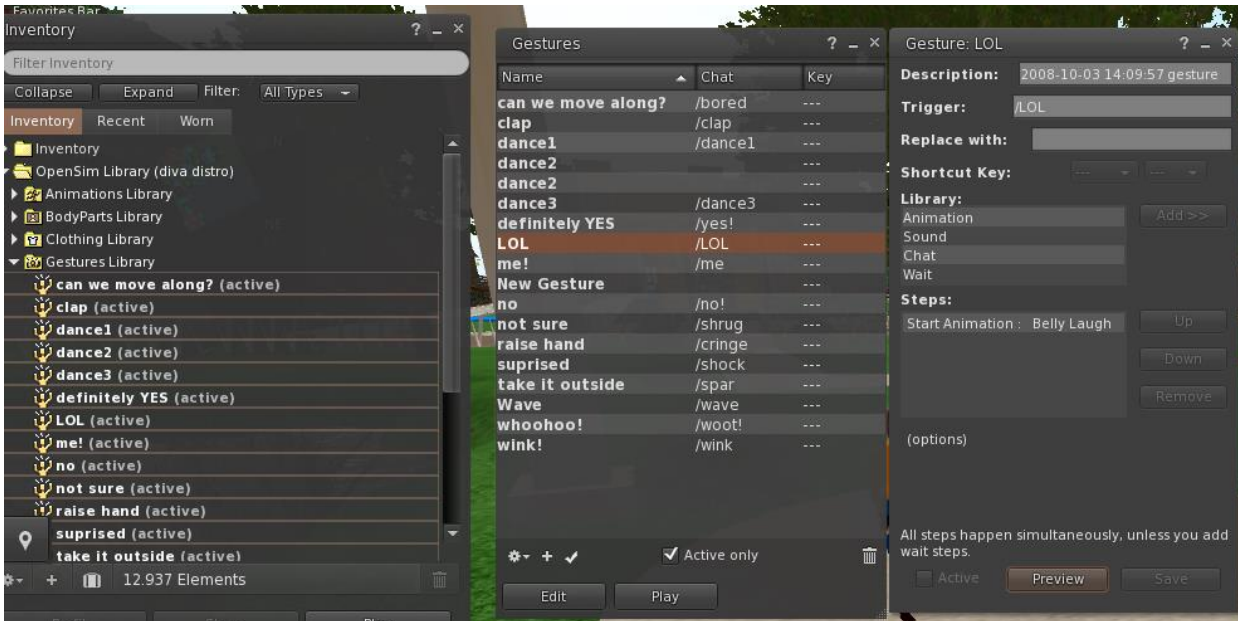 Favorites Bar
Inventory
?
Filter Inventory
Collapse Expand Filter: All Types
Inventory Recent Worn
Inventory
OpenSim Library (diva distro)
Animations Library
BodyParts Library
Clothing Library
Gestures Library
can we move along? (active)
clap (active)
dance1 (active)
dance2 (active)
dance3 (active)
definitely YES (active)
LOL (active)
me! (active)
no (active)
not sure (active)
raise hand (active)
suprised (active)
take it outside (active)
12.937 Elements
Gestures ?
Name Chat Key
can we move along? /bored ---
clap /clap ---
dance1 /dance1 ---
dance2 ---
dance2 ---
dance3 /dance3 ---
definitely YES /yes! ---
LOL /LOL ---
me! /me ---
New Gesture ---
no /no! ---
not sure /shrug ---
raise hand /cringe ---
suprised /shock ---
take it outside /spar ---
Wave /wave ---
whoohoo! /woot! ---
wink! /wink ---
Active only
Edit Play
Gesture: LOL ?
Description: 2008-10-03 14:09:57 gesture
Trigger: /LOL
Replace with:
Shortcut Key: --- ---
Library:
Animation
Add >>
Sound
Chat
Wait
Steps:
Start Animation : Belly Laugh
Up
Down
Remove
(options)
All steps happen simultaneously, unless you add
wait steps.
Active Preview Save